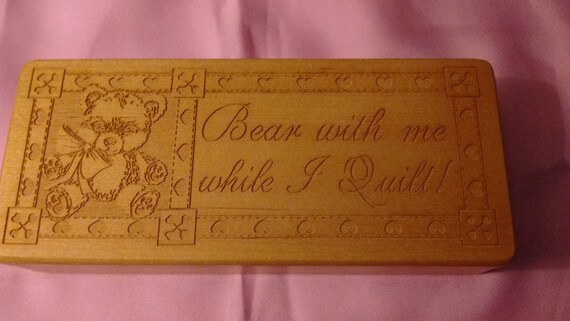 Bear with me
while I Quilt!